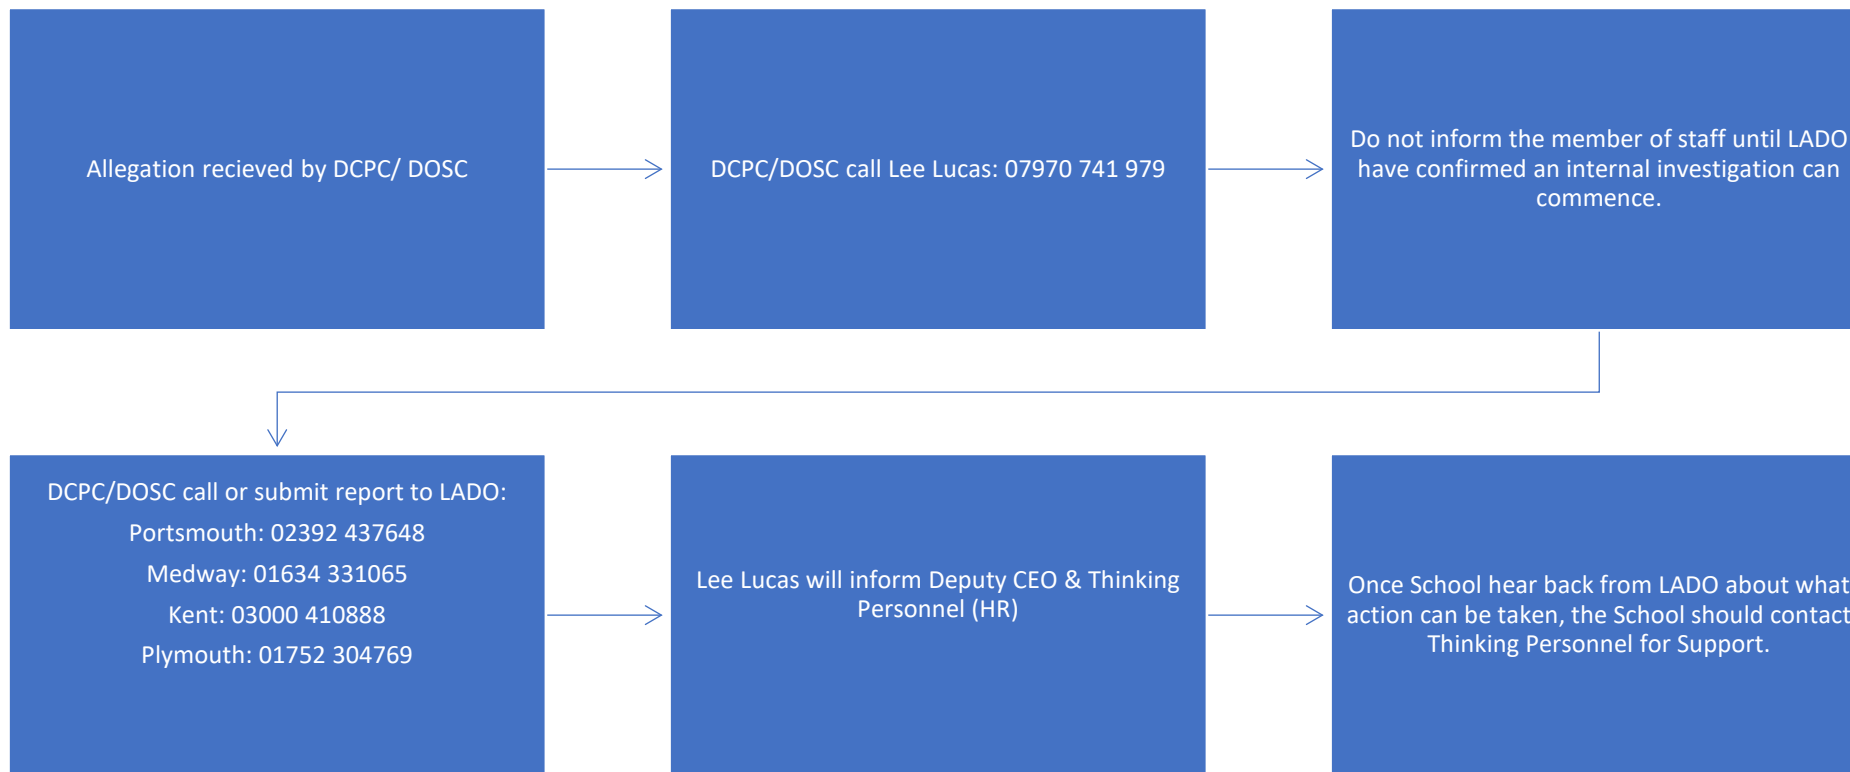 Allegation recieved by DCPC/ DOSC
DCPC/DOSC call Lee Lucas: 07970 741 979
Do not inform the member of staff until LADO
have confirmed an internal investigation can
commence.
DCPC/DOSC call or submit report to LADO:
Portsmouth: 02392 437648
Medway: 01634 331065
Kent: 03000 410888
Plymouth: 01752 304769
Lee Lucas will inform Deputy CEO & Thinking
Personnel (HR)
Once School hear back from LADO about what
action can be taken, the School should contact
Thinking Personnel for Support.